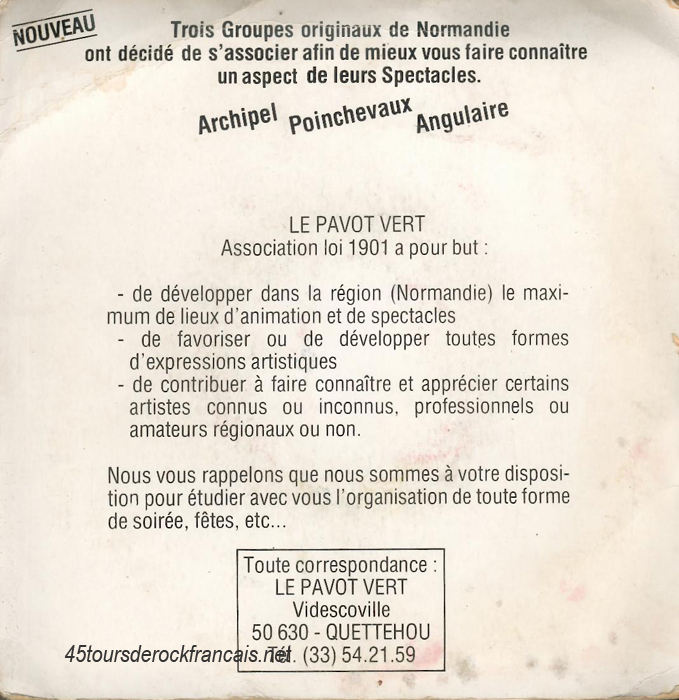 NOUVEAU
Trois Groupes originaux de Normandie
ont décidé de s'associer afin de mieux vous faire connaître
un aspect de leurs Spectacles.
Archipel Poinchevaux Angulaire
LE PAVOT VERT
Association loi 1901 a pour but :
- de développer dans la région (Normandie) le maxi-
mum de lieux d'animation et de spectacles
- de favoriser ou de développer toutes formes
d'expressions artistiques
- de contribuer à faire connaître et apprécier certains
artistes connus ou inconnus, professionnels ou
amateurs régionaux ou non.
Nous vous rappelons que nous sommes à votre disposi-
tion pour étudier avec vous l'organisation de toute forme
de soirée, fêtes, etc...
Toute correspondance :
LE PAVOT VERT
Videscoville
50 630 - QUETTEHOU
Tél. (33) 54.21.59
45toursderockfrancais.net